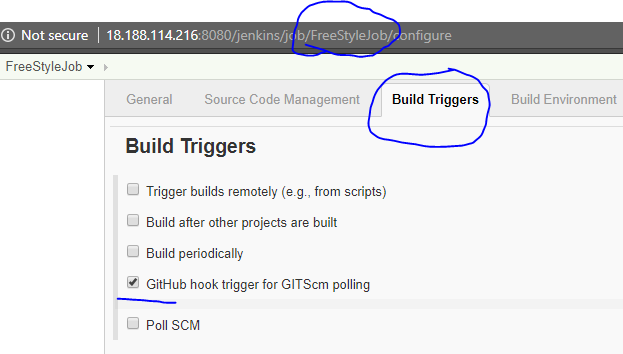 Not secure | 18.188.114.216:8080/jenkins/job/FreeStyleJob/configure
FreeStyleJob
General Source Code Management Build Triggers Build Environment
Build Triggers
Trigger builds remotely (e.g., from scripts)
Build after other projects are built
Build periodically
GitHub hook trigger for GITScm polling
Poll SCM